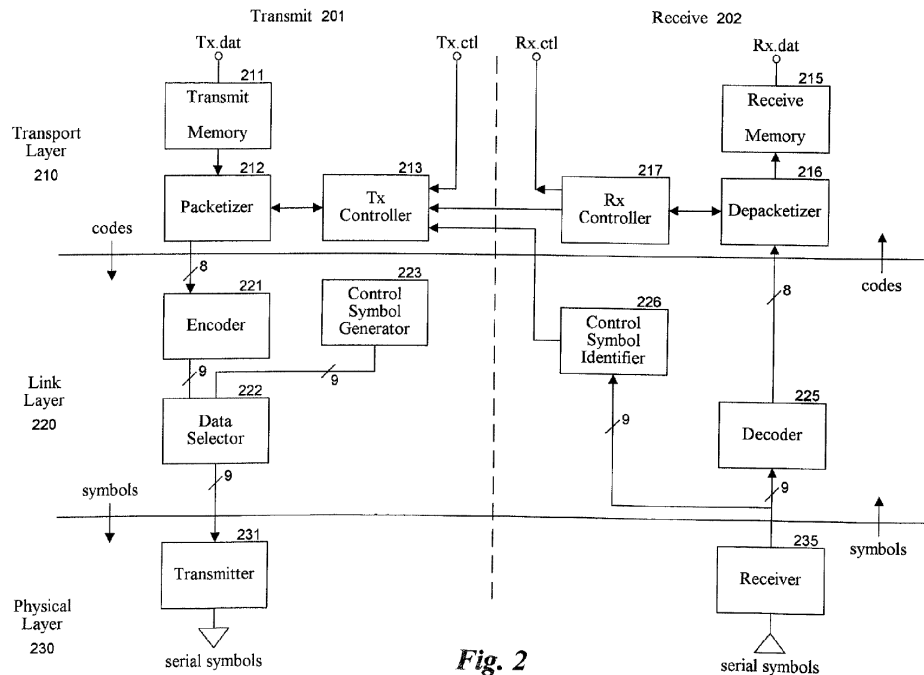 Transmit 201
Receive 202
Tx.dat
Tx.ctl
Rx.ctl
Rx.dat
211
Transmit
Memory
215
Receive
Memory
Transport
Layer
210
212
Packetizer
213
Tx
Controller
217
Rx
Controller
216
Depacketizer
codes
codes
8
221
Encoder
223
Control
Symbol
Generator
226
Control
Symbol
Identifier
8
9
9
222
Data
Selector
Link
Layer
220
9
225
Decoder
9
9
symbols
symbols
231
Transmitter
235
Receiver
Physical
Layer
230
serial symbols
Fig. 2
serial symbols